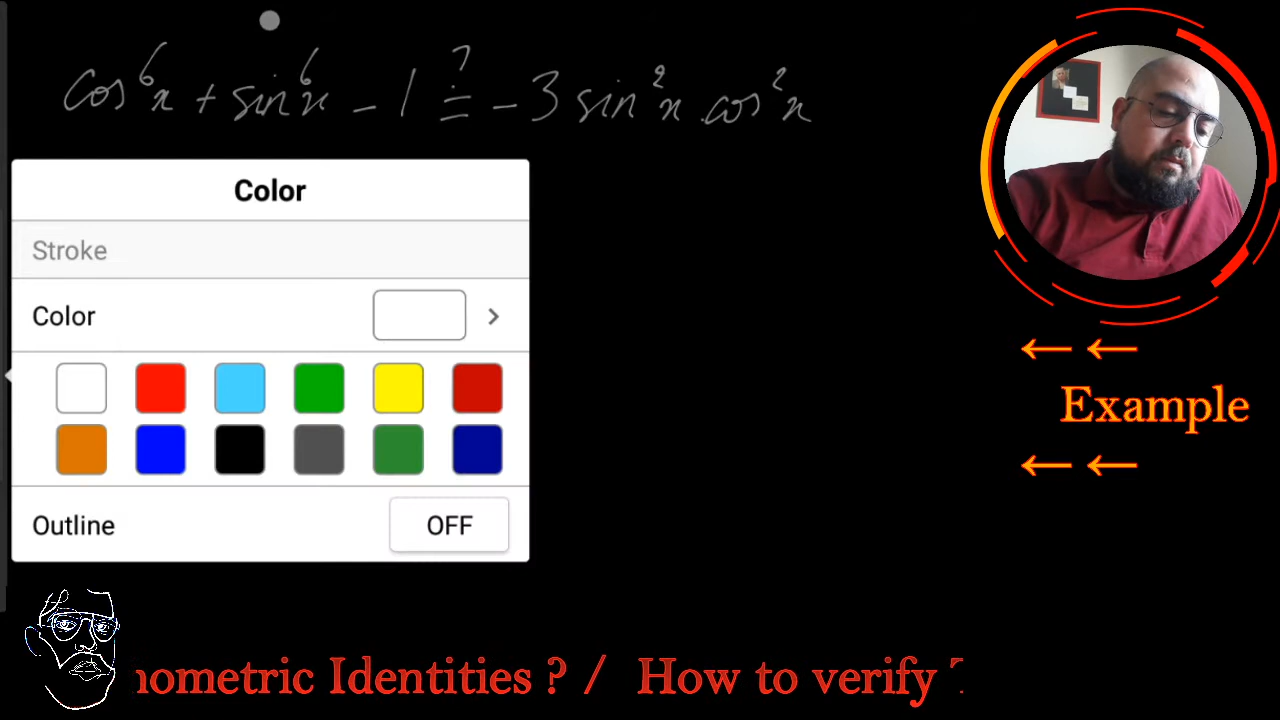 cos⁶x + sin⁶x - 1 ≟ - 3 sin²x . cos²x
Color
Stroke
Color
Outline OFF
← ←
Example
← ←
nometric Identities ? / How to verify